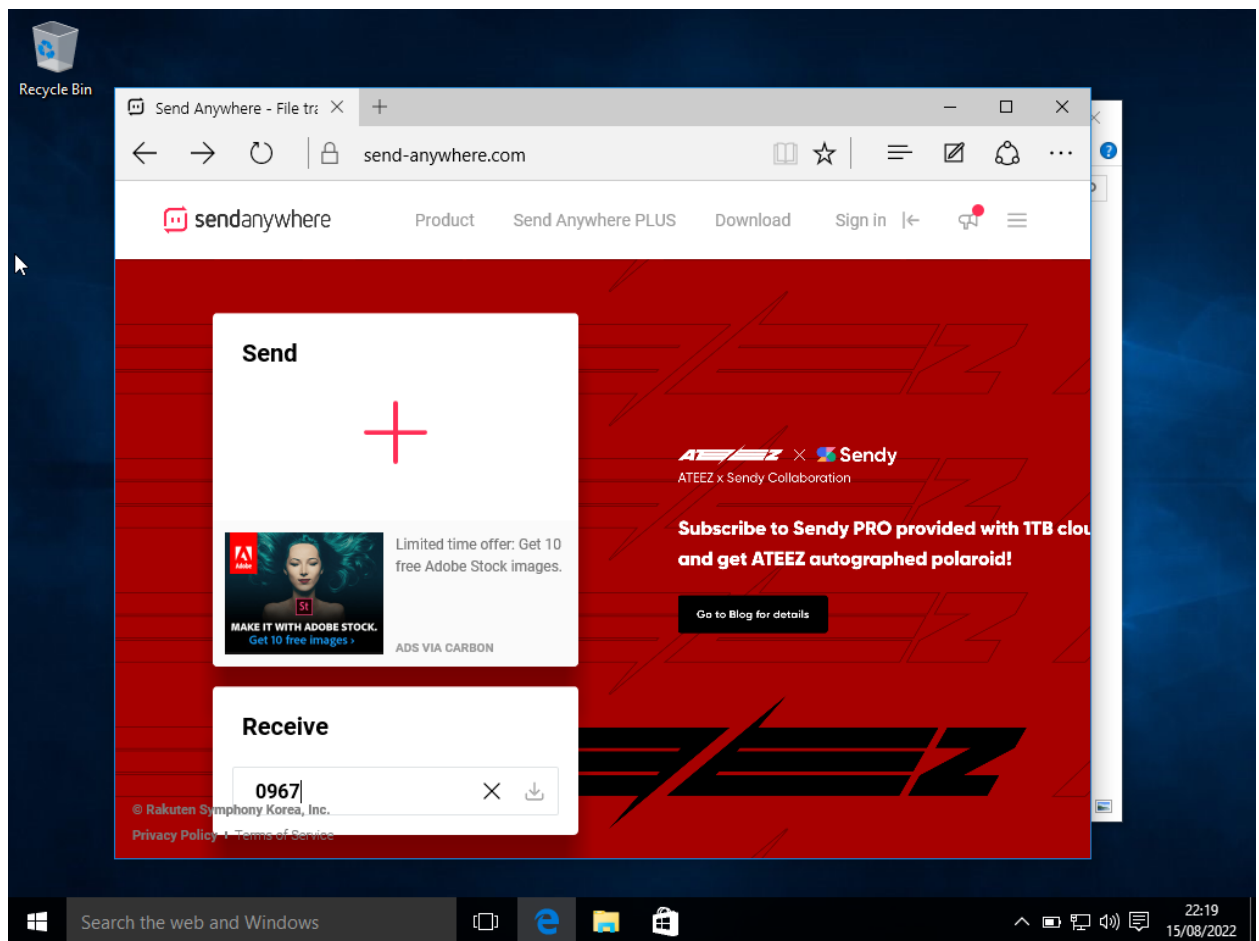 Recycle Bin
Send Anywhere - File tra
send-anywhere.com
sendanywhere
Product
Send Anywhere PLUS
Download
Sign in
Send
Adobe
St
MAKE IT WITH ADOBE STOCK.
Get 10 free images ›
Limited time offer: Get 10
free Adobe Stock images.
ADS VIA CARBON
ATEEZ × Sendy
ATEEZ x Sendy Collaboration
Subscribe to Sendy PRO provided with 1TB clou
and get ATEEZ autographed polaroid!
Go to Blog for details
Receive
0967
© Rakuten Symphony Korea, Inc.
Privacy Policy I Terms of Service
Search the web and Windows
22:19
15/08/2022